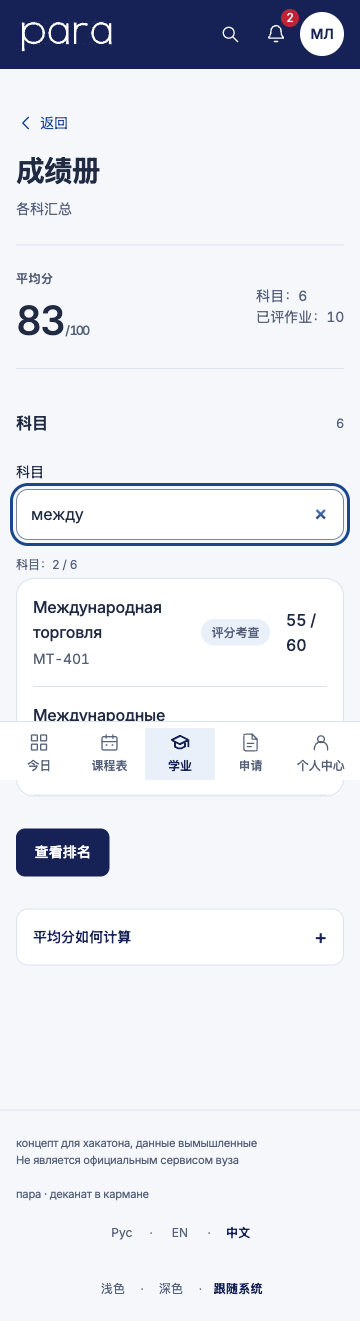 para
2
МЛ
返回
成绩册
各科汇总
平均分
83/100
科目：6
已评作业：10
科目
6
科目
между
科目：2 / 6
Международная
торговля
МТ-401
评分考查
55 /
60
Международные
今日
课程表
学业
申请
个人中心
查看排名
平均分如何计算
концепт для хакатона, данные вымышленные
Не является официальным сервисом вуза
пара · деканат в кармане
Рус · EN · 中文
浅色 · 深色 · 跟随系统